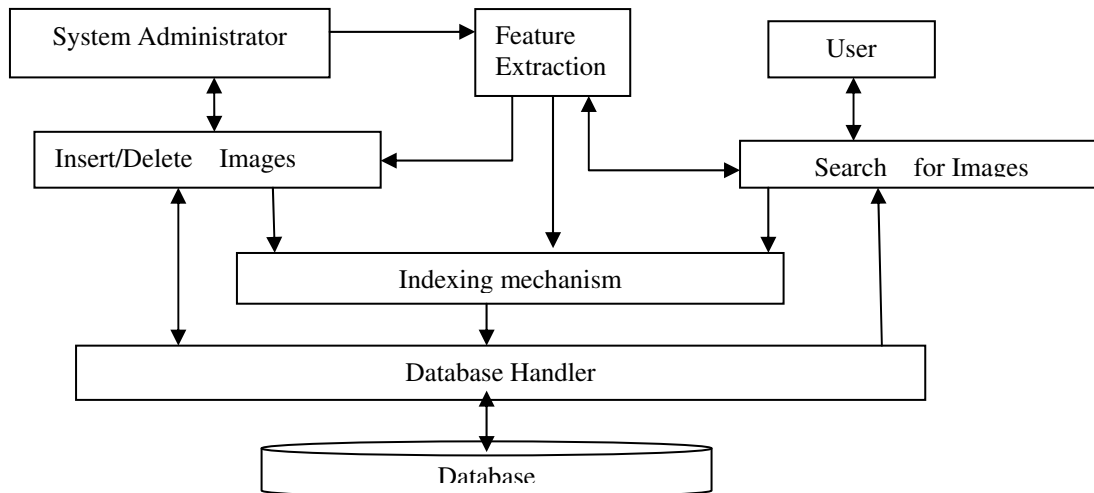 System Administrator
Feature
Extraction
User
Insert/Delete Images
Search for Images
Indexing mechanism
Database Handler
Database